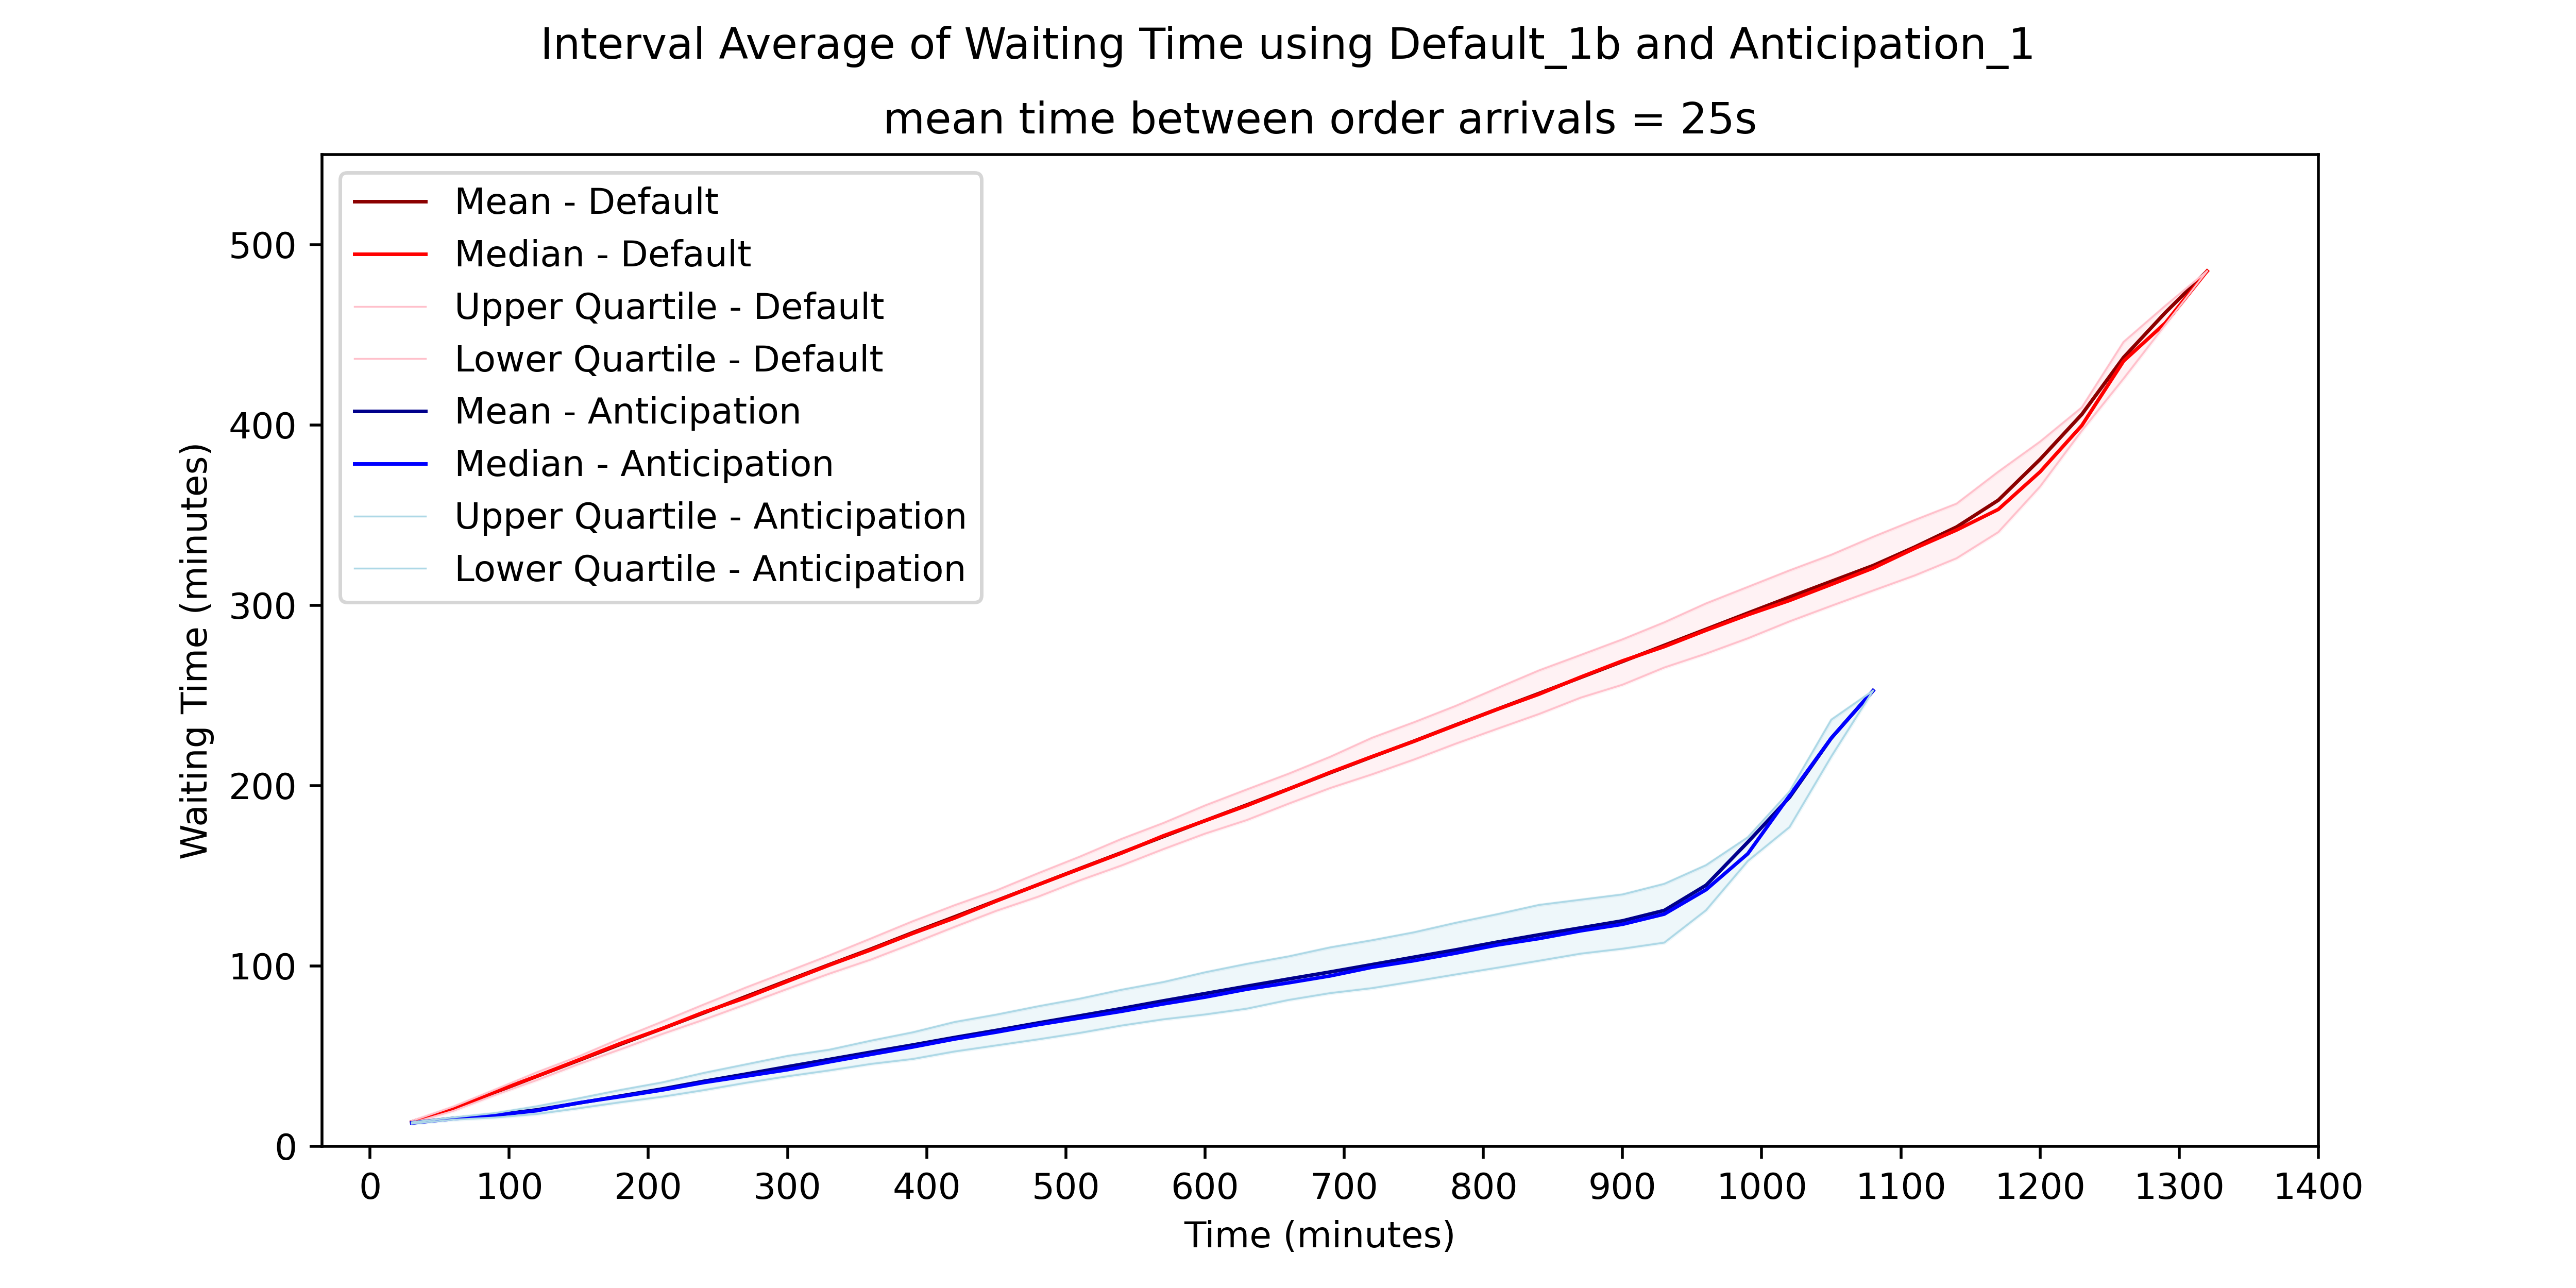 Interval Average of Waiting Time using Default_1b and Anticipation_1
mean time between order arrivals = 25s
Mean - Default
Median - Default
Upper Quartile - Default
Lower Quartile - Default
Mean - Anticipation
Median - Anticipation
Upper Quartile - Anticipation
Lower Quartile - Anticipation
Waiting Time (minutes)
500
400
300
200
100
0
0 100 200 300 400 500 600 700 800 900 1000 1100 1200 1300 1400
Time (minutes)